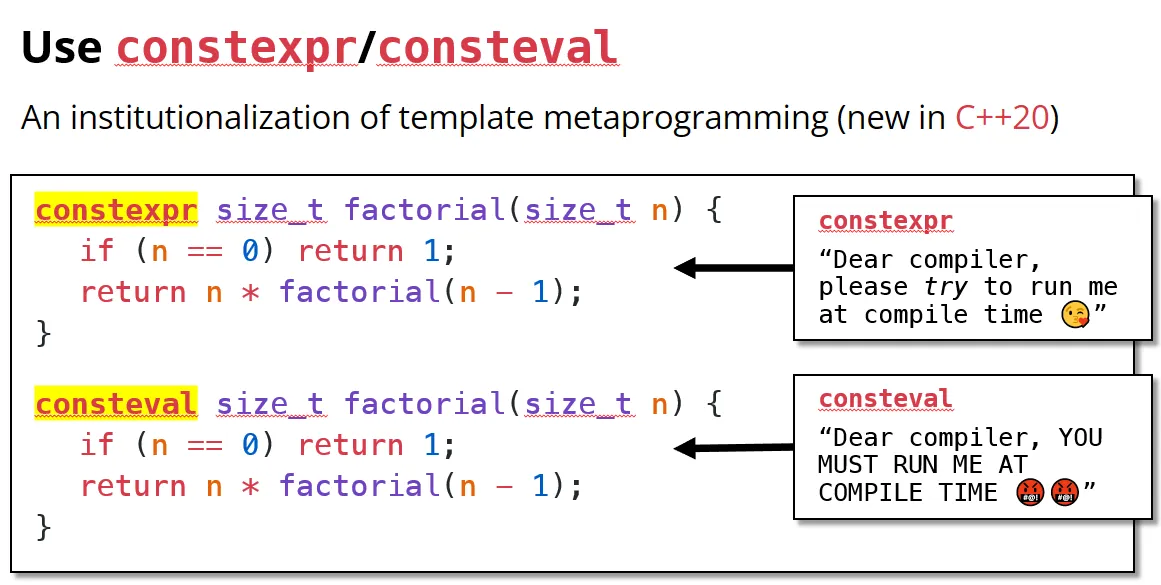 Use constexpr/consteval
An institutionalization of template metaprogramming (new in C++20)
constexpr size_t factorial(size_t n) {
if (n == 0) return 1;
return n * factorial(n − 1);
}
constexpr
“Dear compiler,
please try to run me
at compile time 😘”
consteval size_t factorial(size_t n) {
if (n == 0) return 1;
return n * factorial(n − 1);
}
consteval
“Dear compiler, YOU
MUST RUN ME AT
COMPILE TIME 🤬🤬”